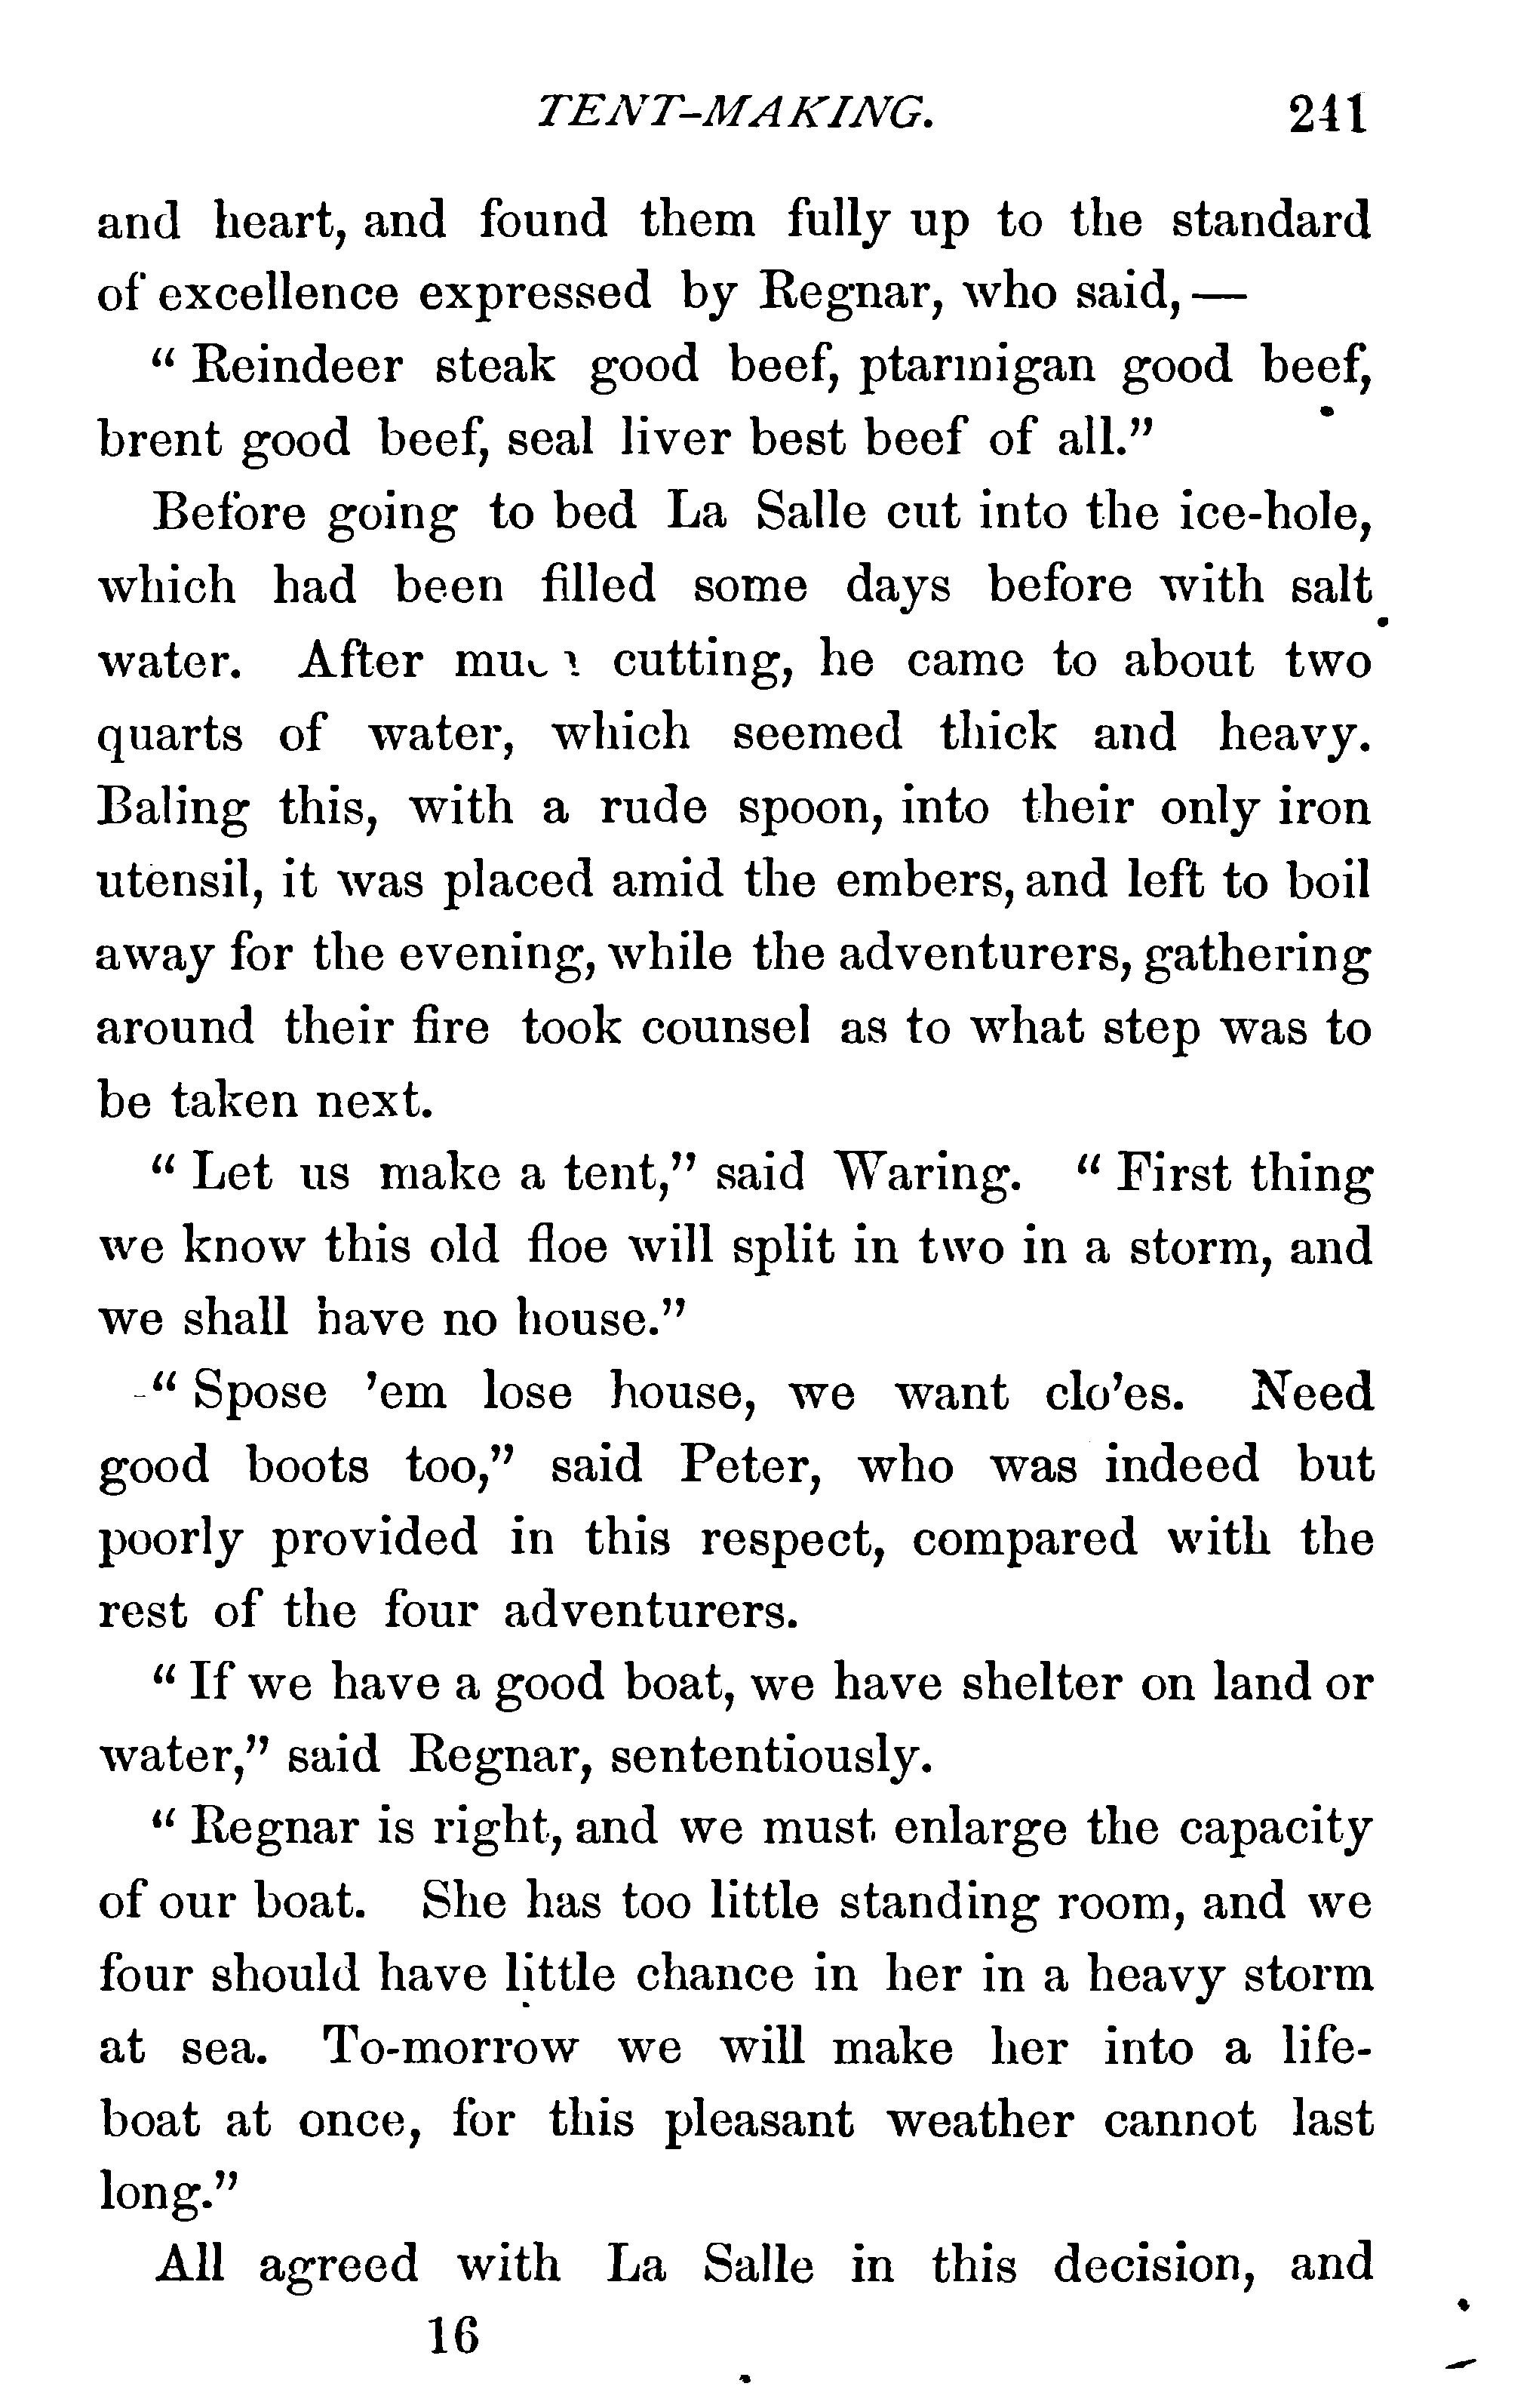 TENT-MAKING. 241
and heart, and found them fully up to the standard
of excellence expressed by Regnar, who said,—
“Reindeer steak good beef, ptarmigan good beef,
brent good beef, seal liver best beef of all.”
Before going to bed La Salle cut into the ice-hole,
which had been filled some days before with salt
water. After much cutting, he came to about two
quarts of water, which seemed thick and heavy.
Baling this, with a rude spoon, into their only iron
utensil, it was placed amid the embers, and left to boil
away for the evening, while the adventurers, gathering
around their fire took counsel as to what step was to
be taken next.
“Let us make a tent,” said Waring. “First thing
we know this old floe will split in two in a storm, and
we shall have no house.”
“Spose ’em lose house, we want clo’es. Need
good boots too,” said Peter, who was indeed but
poorly provided in this respect, compared with the
rest of the four adventurers.
“If we have a good boat, we have shelter on land or
water,” said Regnar, sententiously.
“Regnar is right, and we must enlarge the capacity
of our boat. She has too little standing room, and we
four should have little chance in her in a heavy storm
at sea. To-morrow we will make her into a life-
boat at once, for this pleasant weather cannot last
long.”
All agreed with La Salle in this decision, and
16